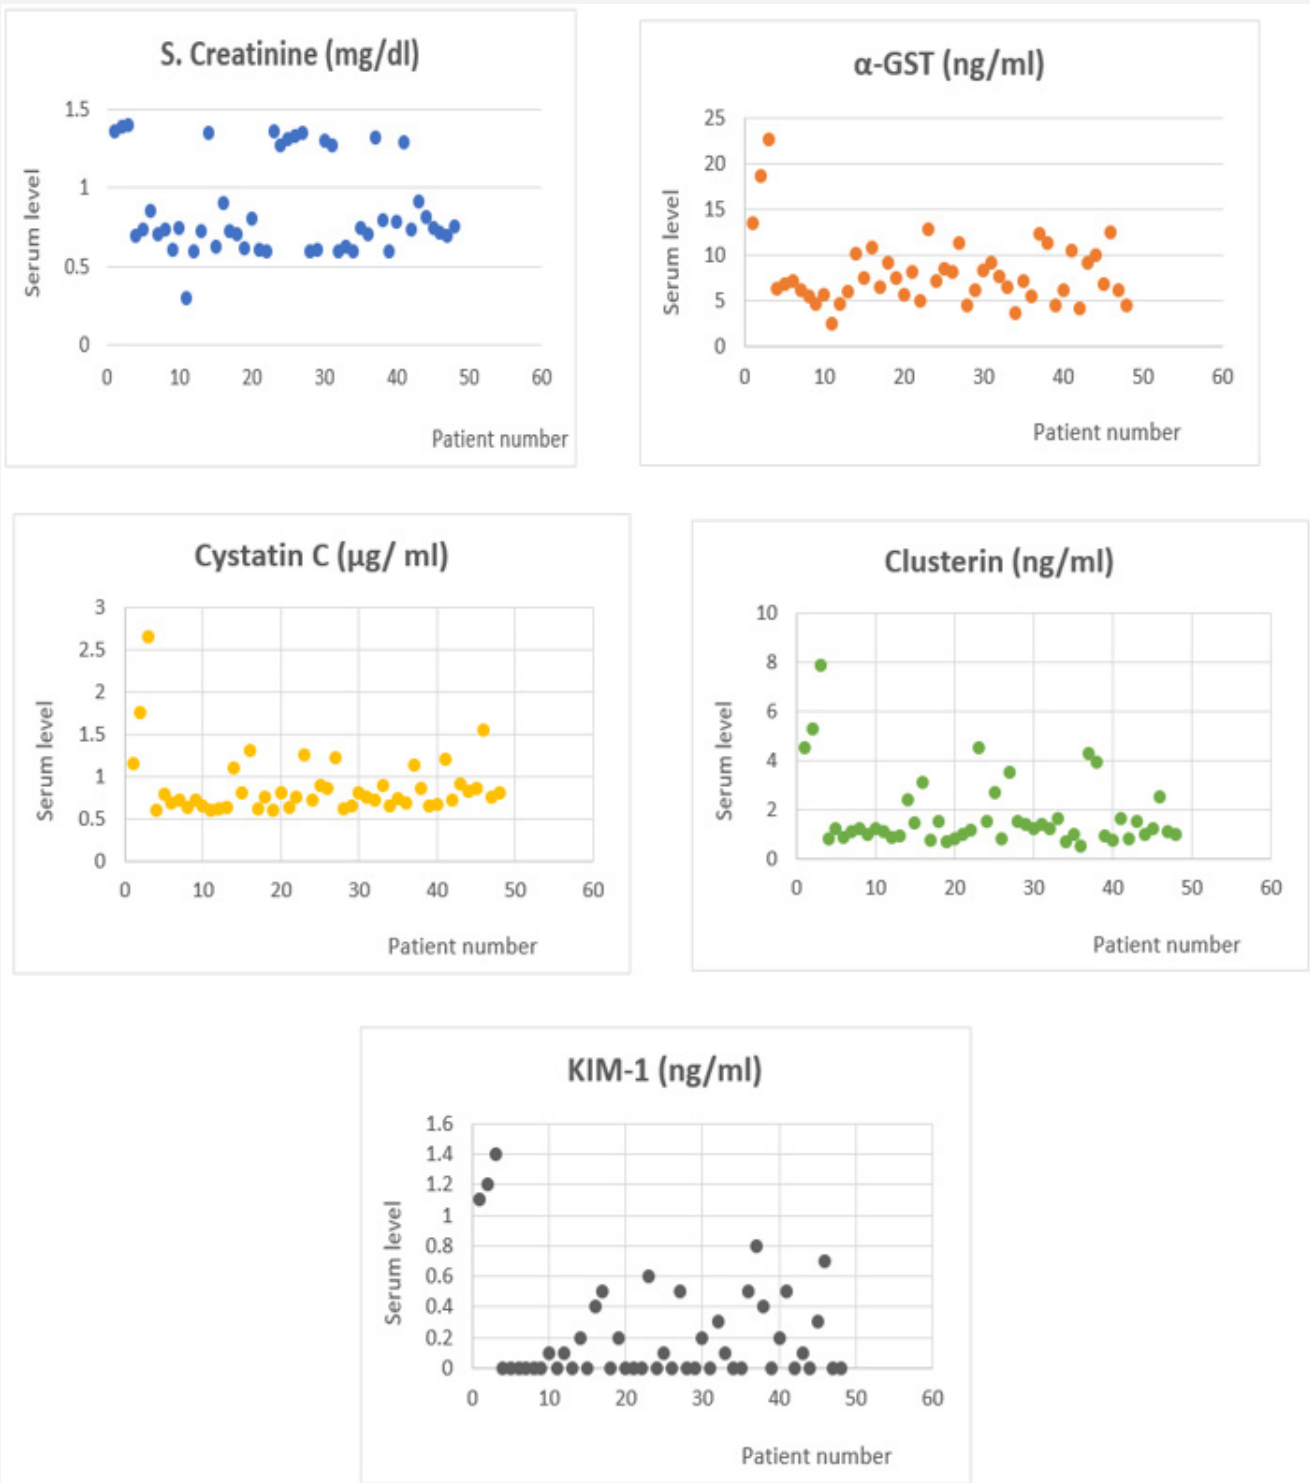 S. Creatinine (mg/dl)
1.5
1
0.5
0
Serum level
0 10 20 30 40 50 60
Patient number
α-GST (ng/ml)
25
20
15
10
5
0
Serum level
0 10 20 30 40 50 60
Patient number
Cystatin C (µg/ ml)
3
2.5
2
1.5
1
0.5
0
Serum level
0 10 20 30 40 50 60
Patient number
Clusterin (ng/ml)
10
8
6
4
2
0
Serum level
0 10 20 30 40 50 60
Patient number
KIM-1 (ng/ml)
1.6
1.4
1.2
1
0.8
0.6
0.4
0.2
0
Serum level
0 10 20 30 40 50 60
Patient number